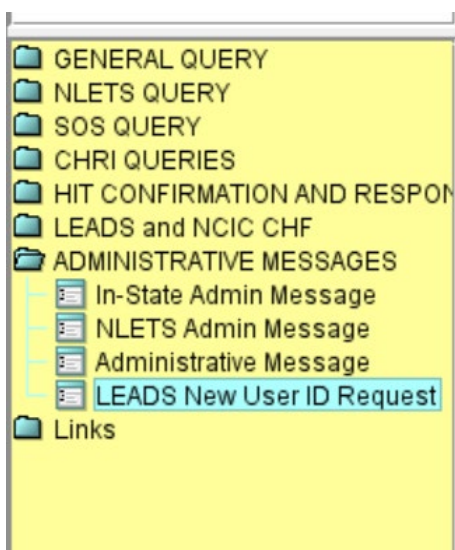 GENERAL QUERY
NLETS QUERY
SOS QUERY
CHRI QUERIES
HIT CONFIRMATION AND RESPON
LEADS and NCIC CHF
ADMINISTRATIVE MESSAGES
In-State Admin Message
NLETS Admin Message
Administrative Message
LEADS New User ID Request
Links